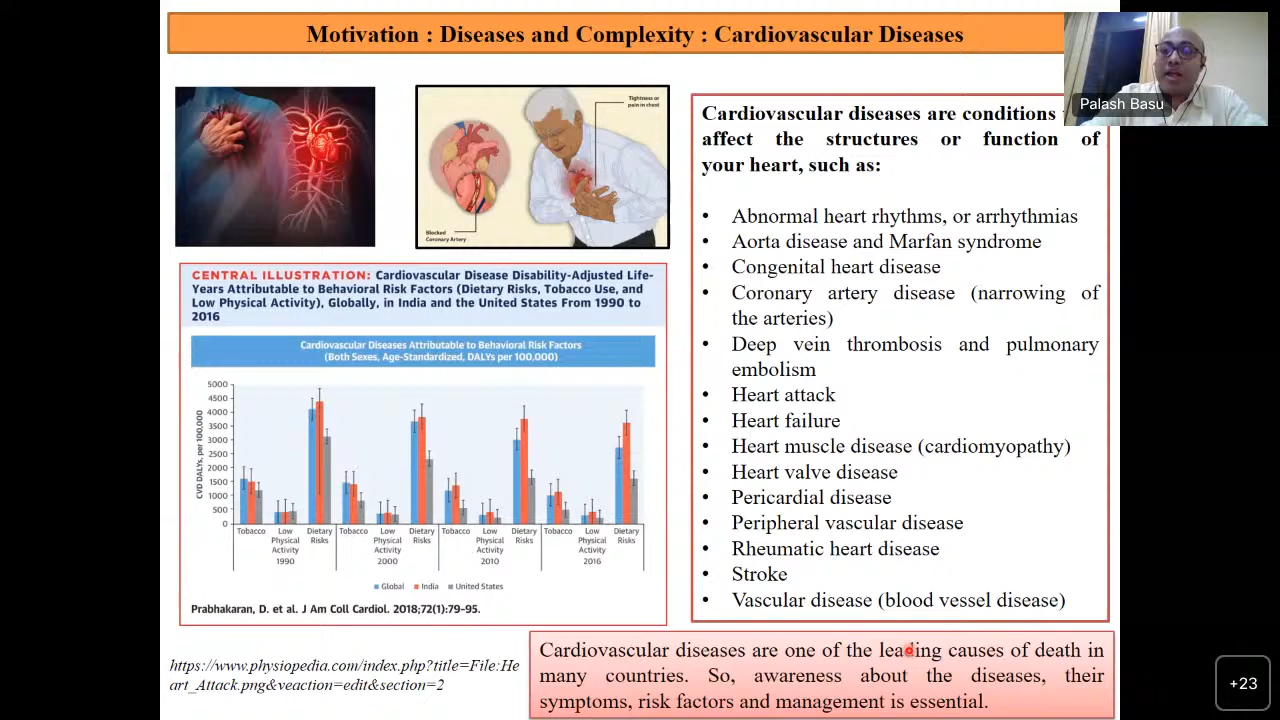 Motivation : Diseases and Complexity : Cardiovascular Diseases
Palash Basu
Tightness or
pain in chest
Blocked
Coronary Artery
Cardiovascular diseases are conditions
affect the structures or function of
your heart, such as:
• Abnormal heart rhythms, or arrhythmias
• Aorta disease and Marfan syndrome
• Congenital heart disease
• Coronary artery disease (narrowing of
the arteries)
• Deep vein thrombosis and pulmonary
embolism
• Heart attack
• Heart failure
• Heart muscle disease (cardiomyopathy)
• Heart valve disease
• Pericardial disease
• Peripheral vascular disease
• Rheumatic heart disease
• Stroke
• Vascular disease (blood vessel disease)
CENTRAL ILLUSTRATION: Cardiovascular Disease Disability-Adjusted Life-
Years Attributable to Behavioral Risk Factors (Dietary Risks, Tobacco Use, and
Low Physical Activity), Globally, in India and the United States From 1990 to
2016
Cardiovascular Diseases Attributable to Behavioral Risk Factors
(Both Sexes, Age-Standardized, DALYs per 100,000)
CVD DALYs, per 100,000
5000
4500
4000
3500
3000
2500
2000
1500
1000
500
0
Tobacco Low Dietary Tobacco Low Dietary Tobacco Low Dietary Tobacco Low Dietary
Physical Risks Physical Risks Physical Risks Physical Risks
Activity Activity Activity Activity
1990 2000 2010 2016
Global India United States
Prabhakaran, D. et al. J Am Coll Cardiol. 2018;72(1):79-95.
https://www.physiopedia.com/index.php?title=File:He
art_Attack.png&veaction=edit&section=2
Cardiovascular diseases are one of the leading causes of death in
many countries. So, awareness about the diseases, their
symptoms, risk factors and management is essential.
+23